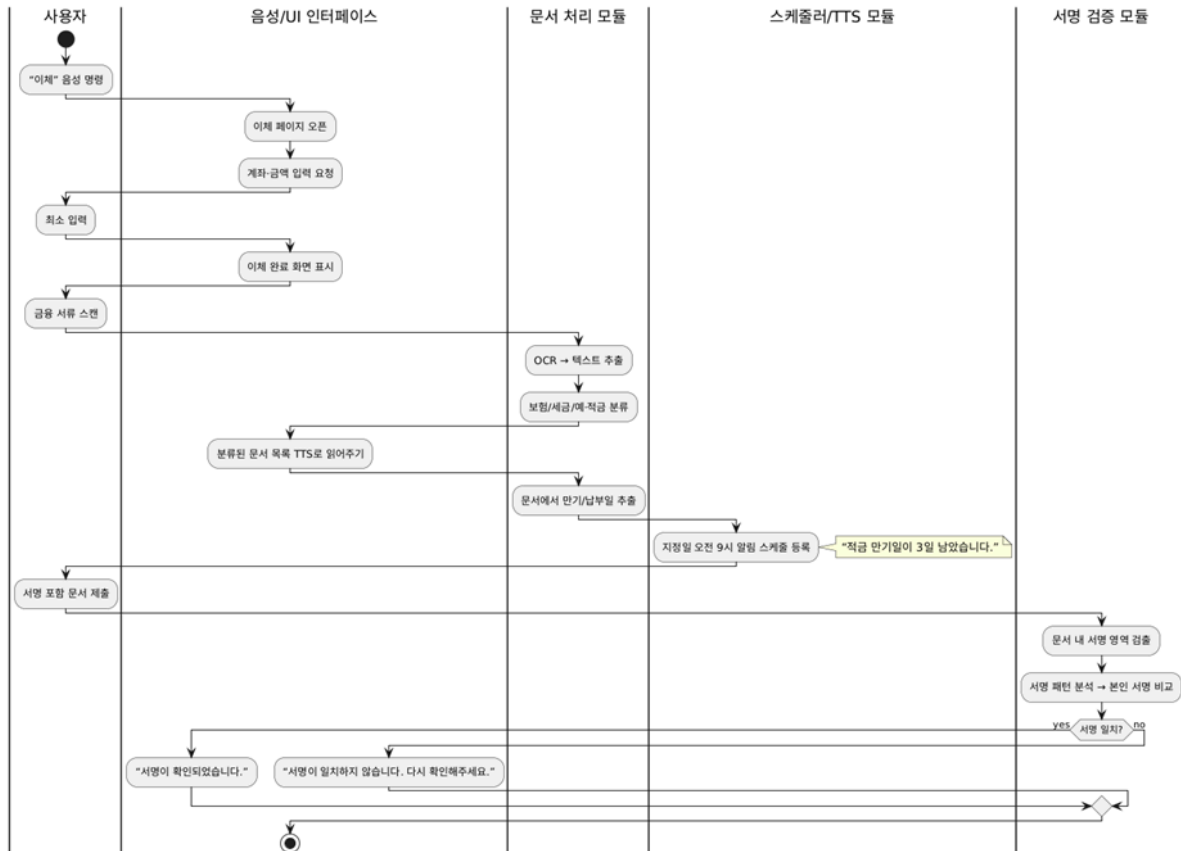 사용자
음성/UI 인터페이스
문서 처리 모듈
스케줄러/TTS 모듈
서명 검증 모듈
“이체” 음성 명령
이체 페이지 오픈
계좌·금액 입력 요청
최소 입력
이체 완료 화면 표시
금융 서류 스캔
OCR → 텍스트 추출
보험/세금/예·적금 분류
분류된 문서 목록 TTS로 읽어주기
문서에서 만기/납부일 추출
지정일 오전 9시 알림 스케줄 등록
“적금 만기일이 3일 남았습니다.”
서명 포함 문서 제출
문서 내 서명 영역 검출
서명 패턴 분석 → 본인 서명 비교
yes
서명 일치?
no
“서명이 확인되었습니다.”
“서명이 일치하지 않습니다. 다시 확인해주세요.”